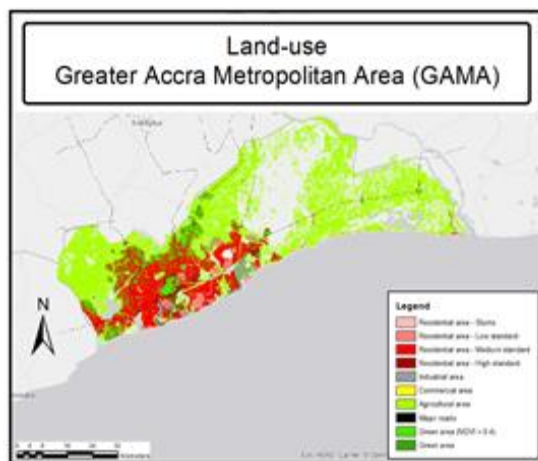 Land-use
Greater Accra Metropolitan Area (GAMA)
N
Legend
Residential area - Slums
Residential area - Low standard
Residential area - Medium standard
Residential area - High standard
Industrial area
Commercial area
Agricultural area
Major roads
Green area (NDVI > 0.4)
Green area